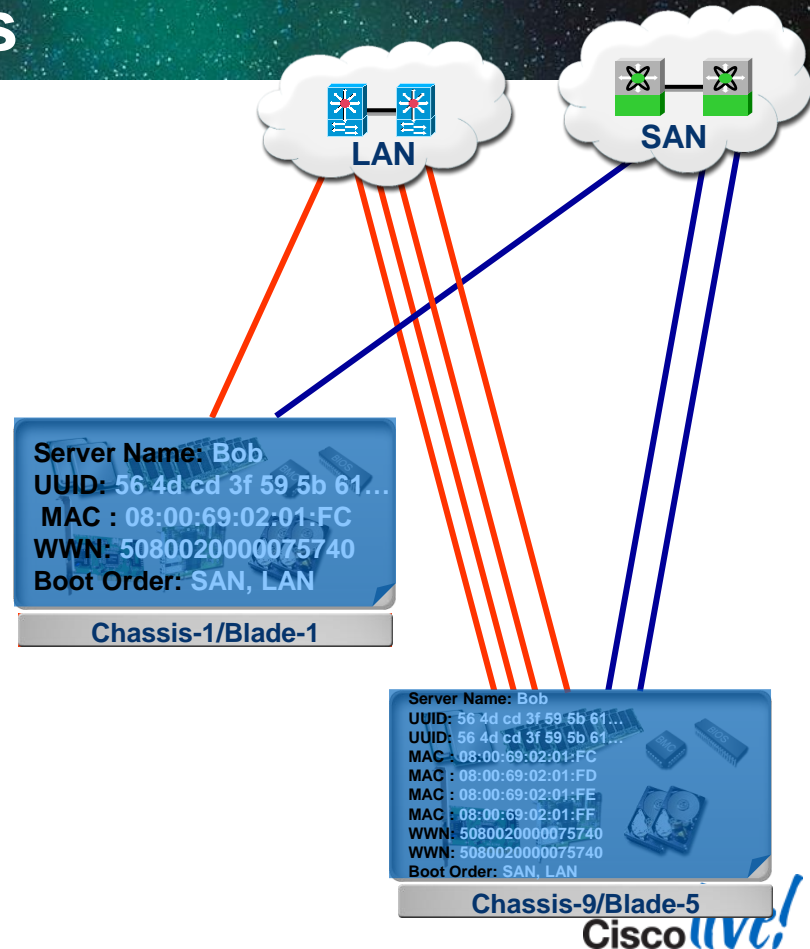 s
LAN
SAN
Server Name: Bob
UUID: 56 4d cd 3f 59 5b 61...
MAC : 08:00:69:02:01:FC
WWN: 5080020000075740
Boot Order: SAN, LAN
Chassis-1/Blade-1
Server Name: Bob
UUID: 56 4d cd 3f 59 5b 61...
UUID: 56 4d cd 3f 59 5b 61...
MAC : 08:00:69:02:01:FC
MAC : 08:00:69:02:01:FD
MAC : 08:00:69:02:01:FE
MAC : 08:00:69:02:01:FF
WWN: 5080020000075740
WWN: 5080020000075740
Boot Order: SAN, LAN
Chassis-9/Blade-5
Cisco live!